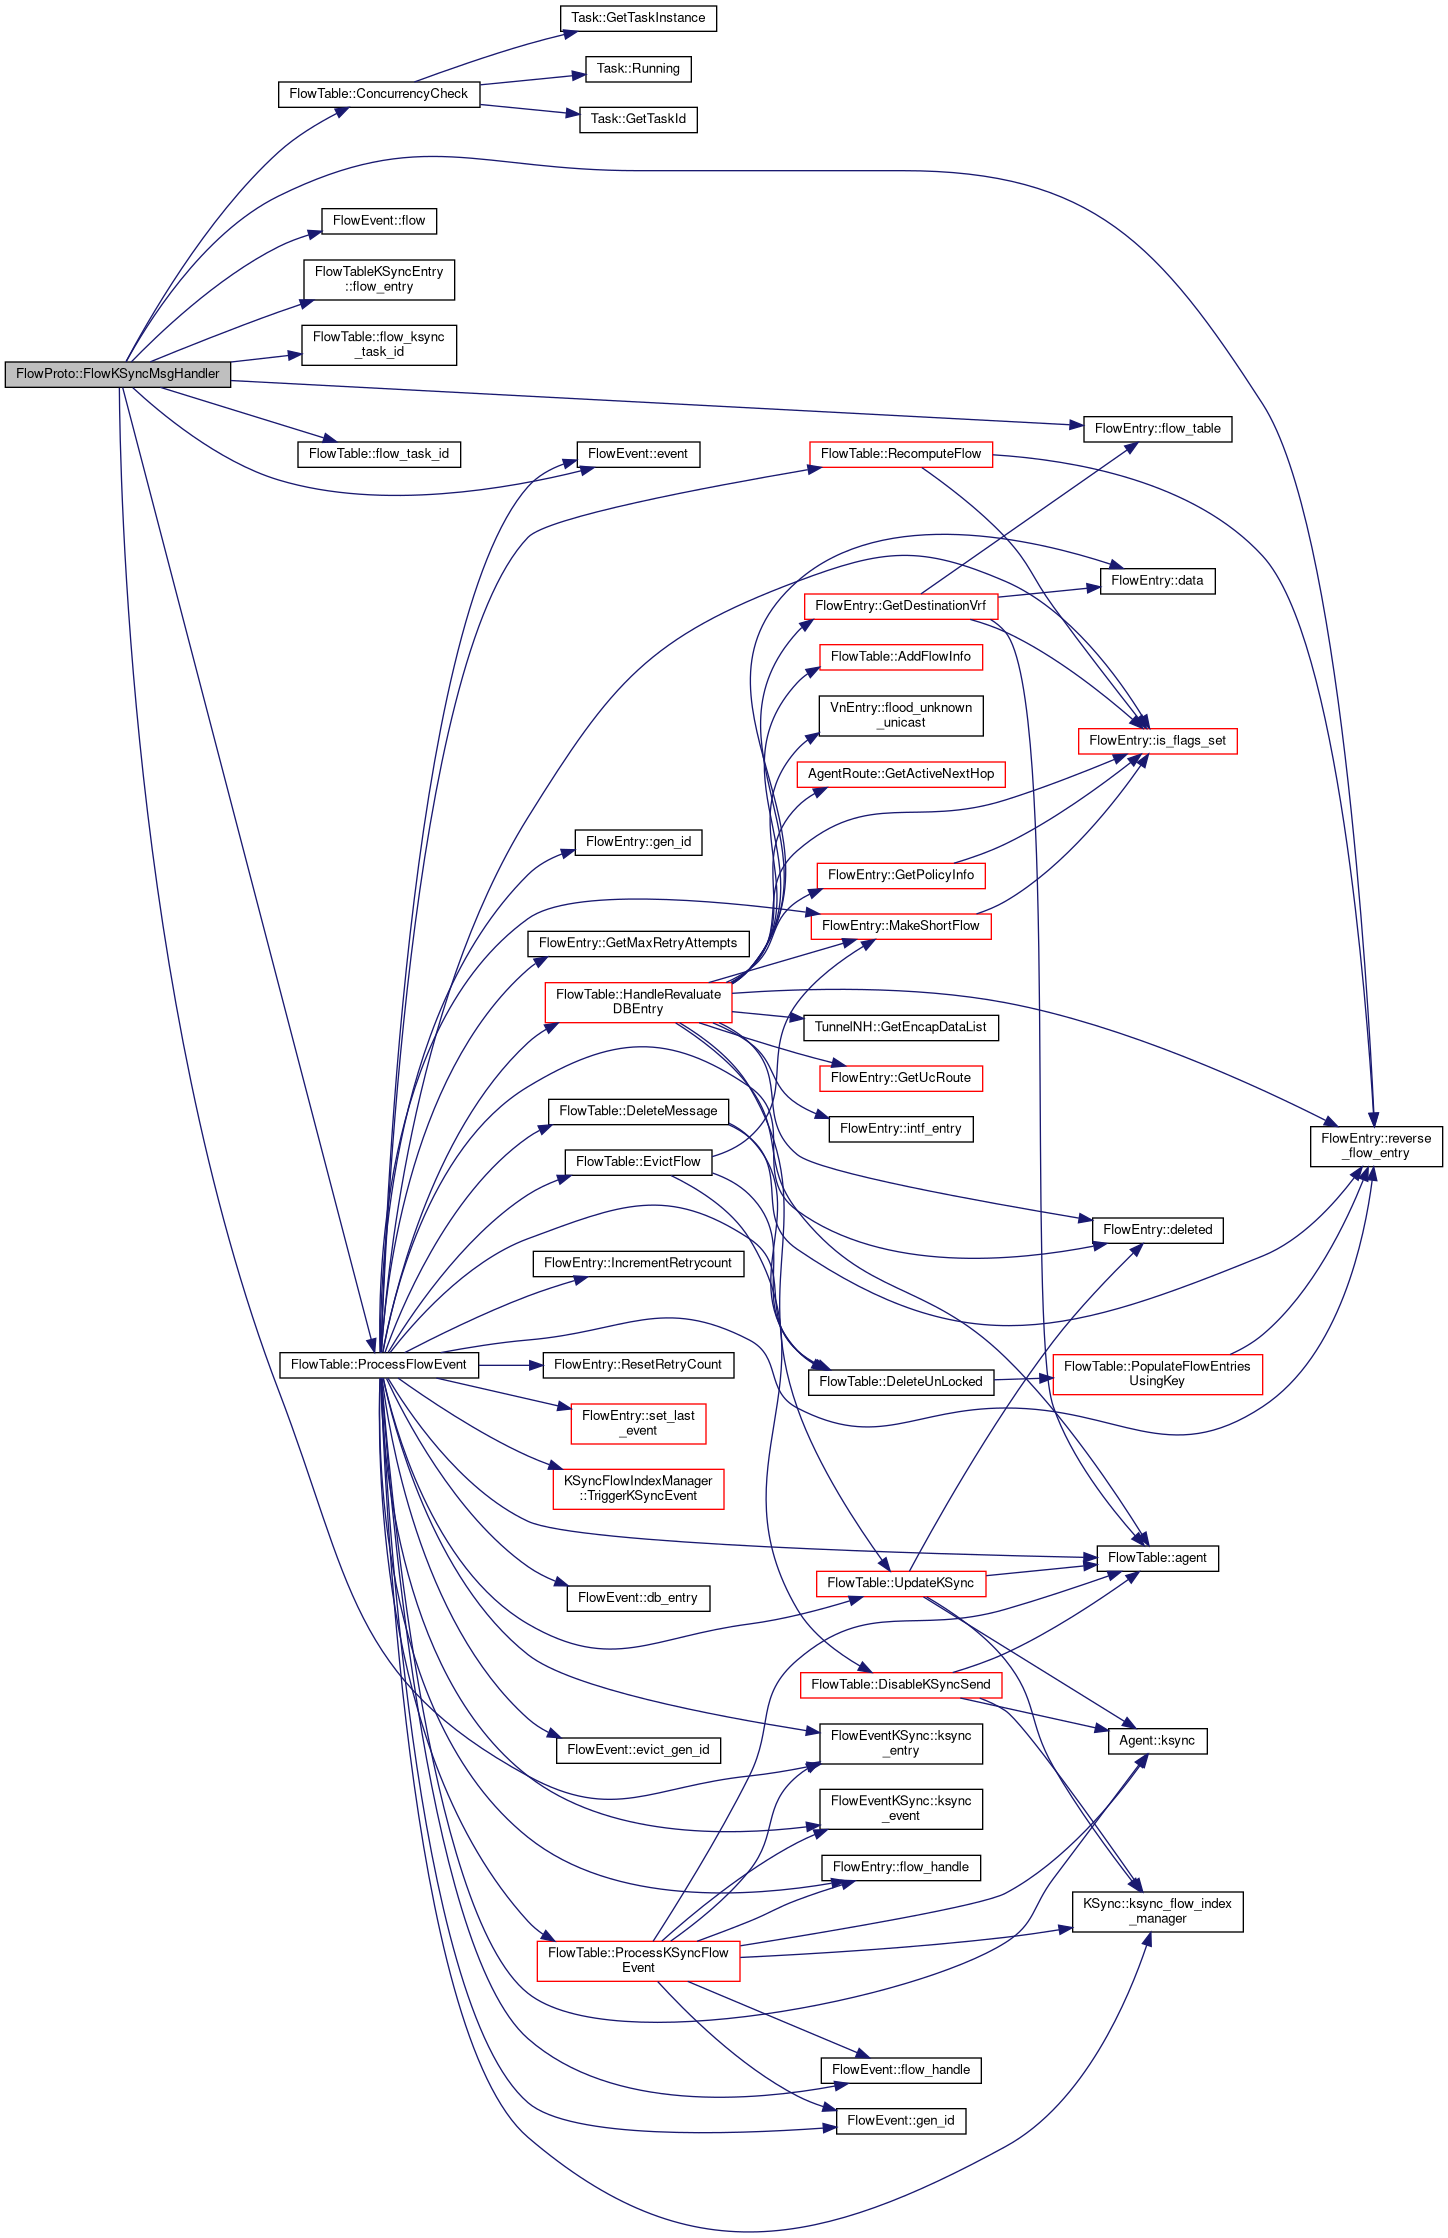 Task::GetTaskInstance
Task::Running
FlowTable::ConcurrencyCheck
Task::GetTaskId
FlowEvent::flow
FlowTableKSyncEntry
::flow_entry
FlowTable::flow_ksync
_task_id
FlowProto::FlowKSyncMsgHandler
FlowEntry::flow_table
FlowTable::flow_task_id
FlowEvent::event
FlowTable::RecomputeFlow
FlowEntry::data
FlowEntry::GetDestinationVrf
FlowTable::AddFlowInfo
VnEntry::flood_unknown
_unicast
FlowEntry::is_flags_set
AgentRoute::GetActiveNextHop
FlowEntry::gen_id
FlowEntry::GetPolicyInfo
FlowEntry::MakeShortFlow
FlowEntry::GetMaxRetryAttempts
FlowTable::HandleRevaluate
DBEntry
TunnelNH::GetEncapDataList
FlowEntry::GetUcRoute
FlowTable::DeleteMessage
FlowEntry::intf_entry
FlowEntry::reverse
_flow_entry
FlowTable::EvictFlow
FlowEntry::deleted
FlowEntry::IncrementRetrycount
FlowTable::ProcessFlowEvent
FlowEntry::ResetRetryCount
FlowTable::DeleteUnLocked
FlowTable::PopulateFlowEntries
UsingKey
FlowEntry::set_last
_event
KSyncFlowIndexManager
::TriggerKSyncEvent
FlowTable::agent
FlowEvent::db_entry
FlowTable::UpdateKSync
FlowTable::DisableKSyncSend
FlowEvent::evict_gen_id
FlowEventKSync::ksync
_entry
Agent::ksync
FlowEventKSync::ksync
_event
FlowEntry::flow_handle
KSync::ksync_flow_index
_manager
FlowTable::ProcessKSyncFlow
Event
FlowEvent::flow_handle
FlowEvent::gen_id